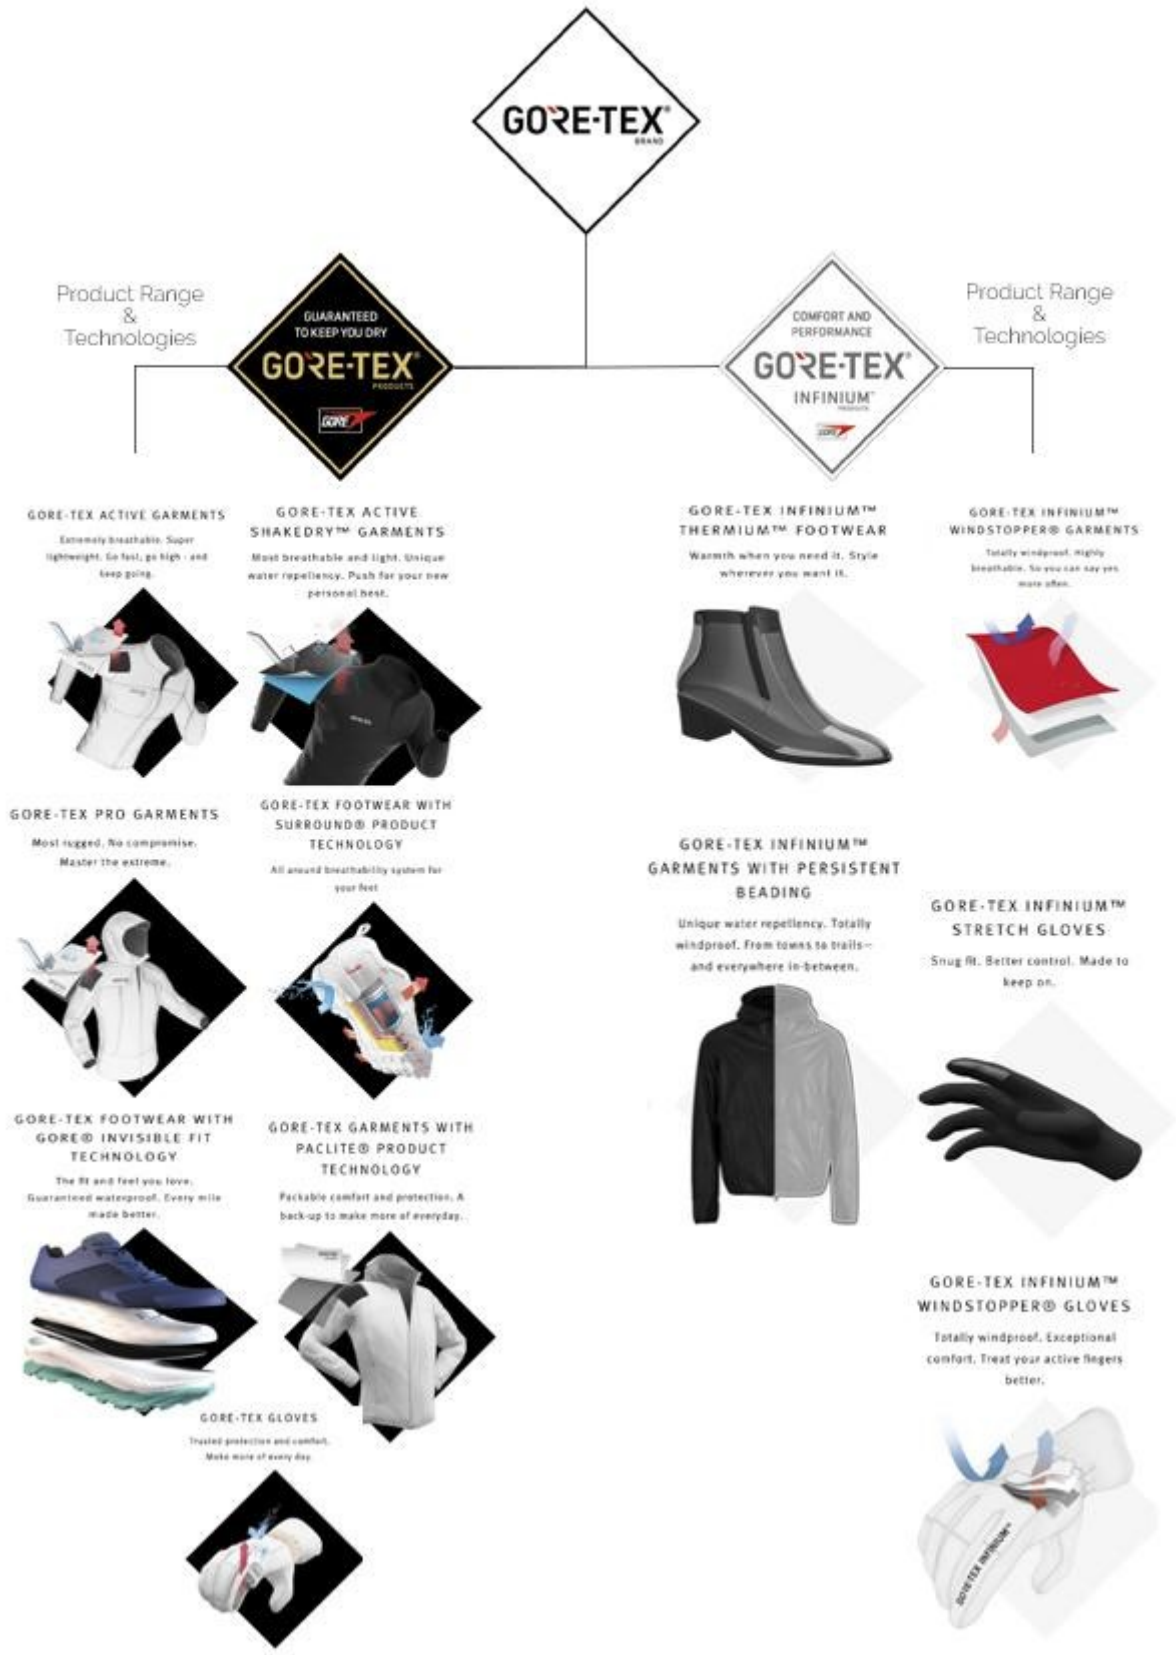 GORE-TEX®
BRAND
Product Range
&
Technologies
GUARANTEED
TO KEEP YOU DRY
GORE-TEX®
PRODUCTS
GORE
COMFORT AND
PERFORMANCE
GORE-TEX®
INFINIUM™
PRODUCTS
GORE
Product Range
&
Technologies
GORE-TEX ACTIVE GARMENTS
Extremely breathable. Super
lightweight. Go fast, go high - and
keep going.
GORE-TEX ACTIVE
SHAKEDRY™ GARMENTS
Most breathable and light. Unique
water repellency. Push for your new
personal best.
GORE-TEX PRO GARMENTS
Most rugged. No compromise.
Master the extreme.
GORE-TEX FOOTWEAR WITH
SURROUND® PRODUCT
TECHNOLOGY
All around breathability system for
your feet
GORE-TEX FOOTWEAR WITH
GORE® INVISIBLE FIT
TECHNOLOGY
The fit and feel you love.
Guaranteed waterproof. Every mile
made better.
GORE-TEX GARMENTS WITH
PACLITE® PRODUCT
TECHNOLOGY
Packable comfort and protection. A
back-up to make more of everyday.
GORE-TEX GLOVES
Trusted protection and comfort.
Make more of every day
GORE-TEX INFINIUM™
THERMIUM™ FOOTWEAR
Warmth when you need it. Style
wherever you want it.
GORE-TEX INFINIUM™
WINDSTOPPER® GARMENTS
Totally windproof. Highly
breathable. So you can say yes
more often.
GORE-TEX INFINIUM™
GARMENTS WITH PERSISTENT
BEADING
Unique water repellency. Totally
windproof. From towns to trails—
and everywhere in-between.
GORE-TEX INFINIUM™
STRETCH GLOVES
Snug fit. Better control. Made to
keep on.
GORE-TEX INFINIUM™
WINDSTOPPER® GLOVES
Totally windproof. Exceptional
comfort. Treat your active fingers
better.
GORE-TEX INFINIUM™